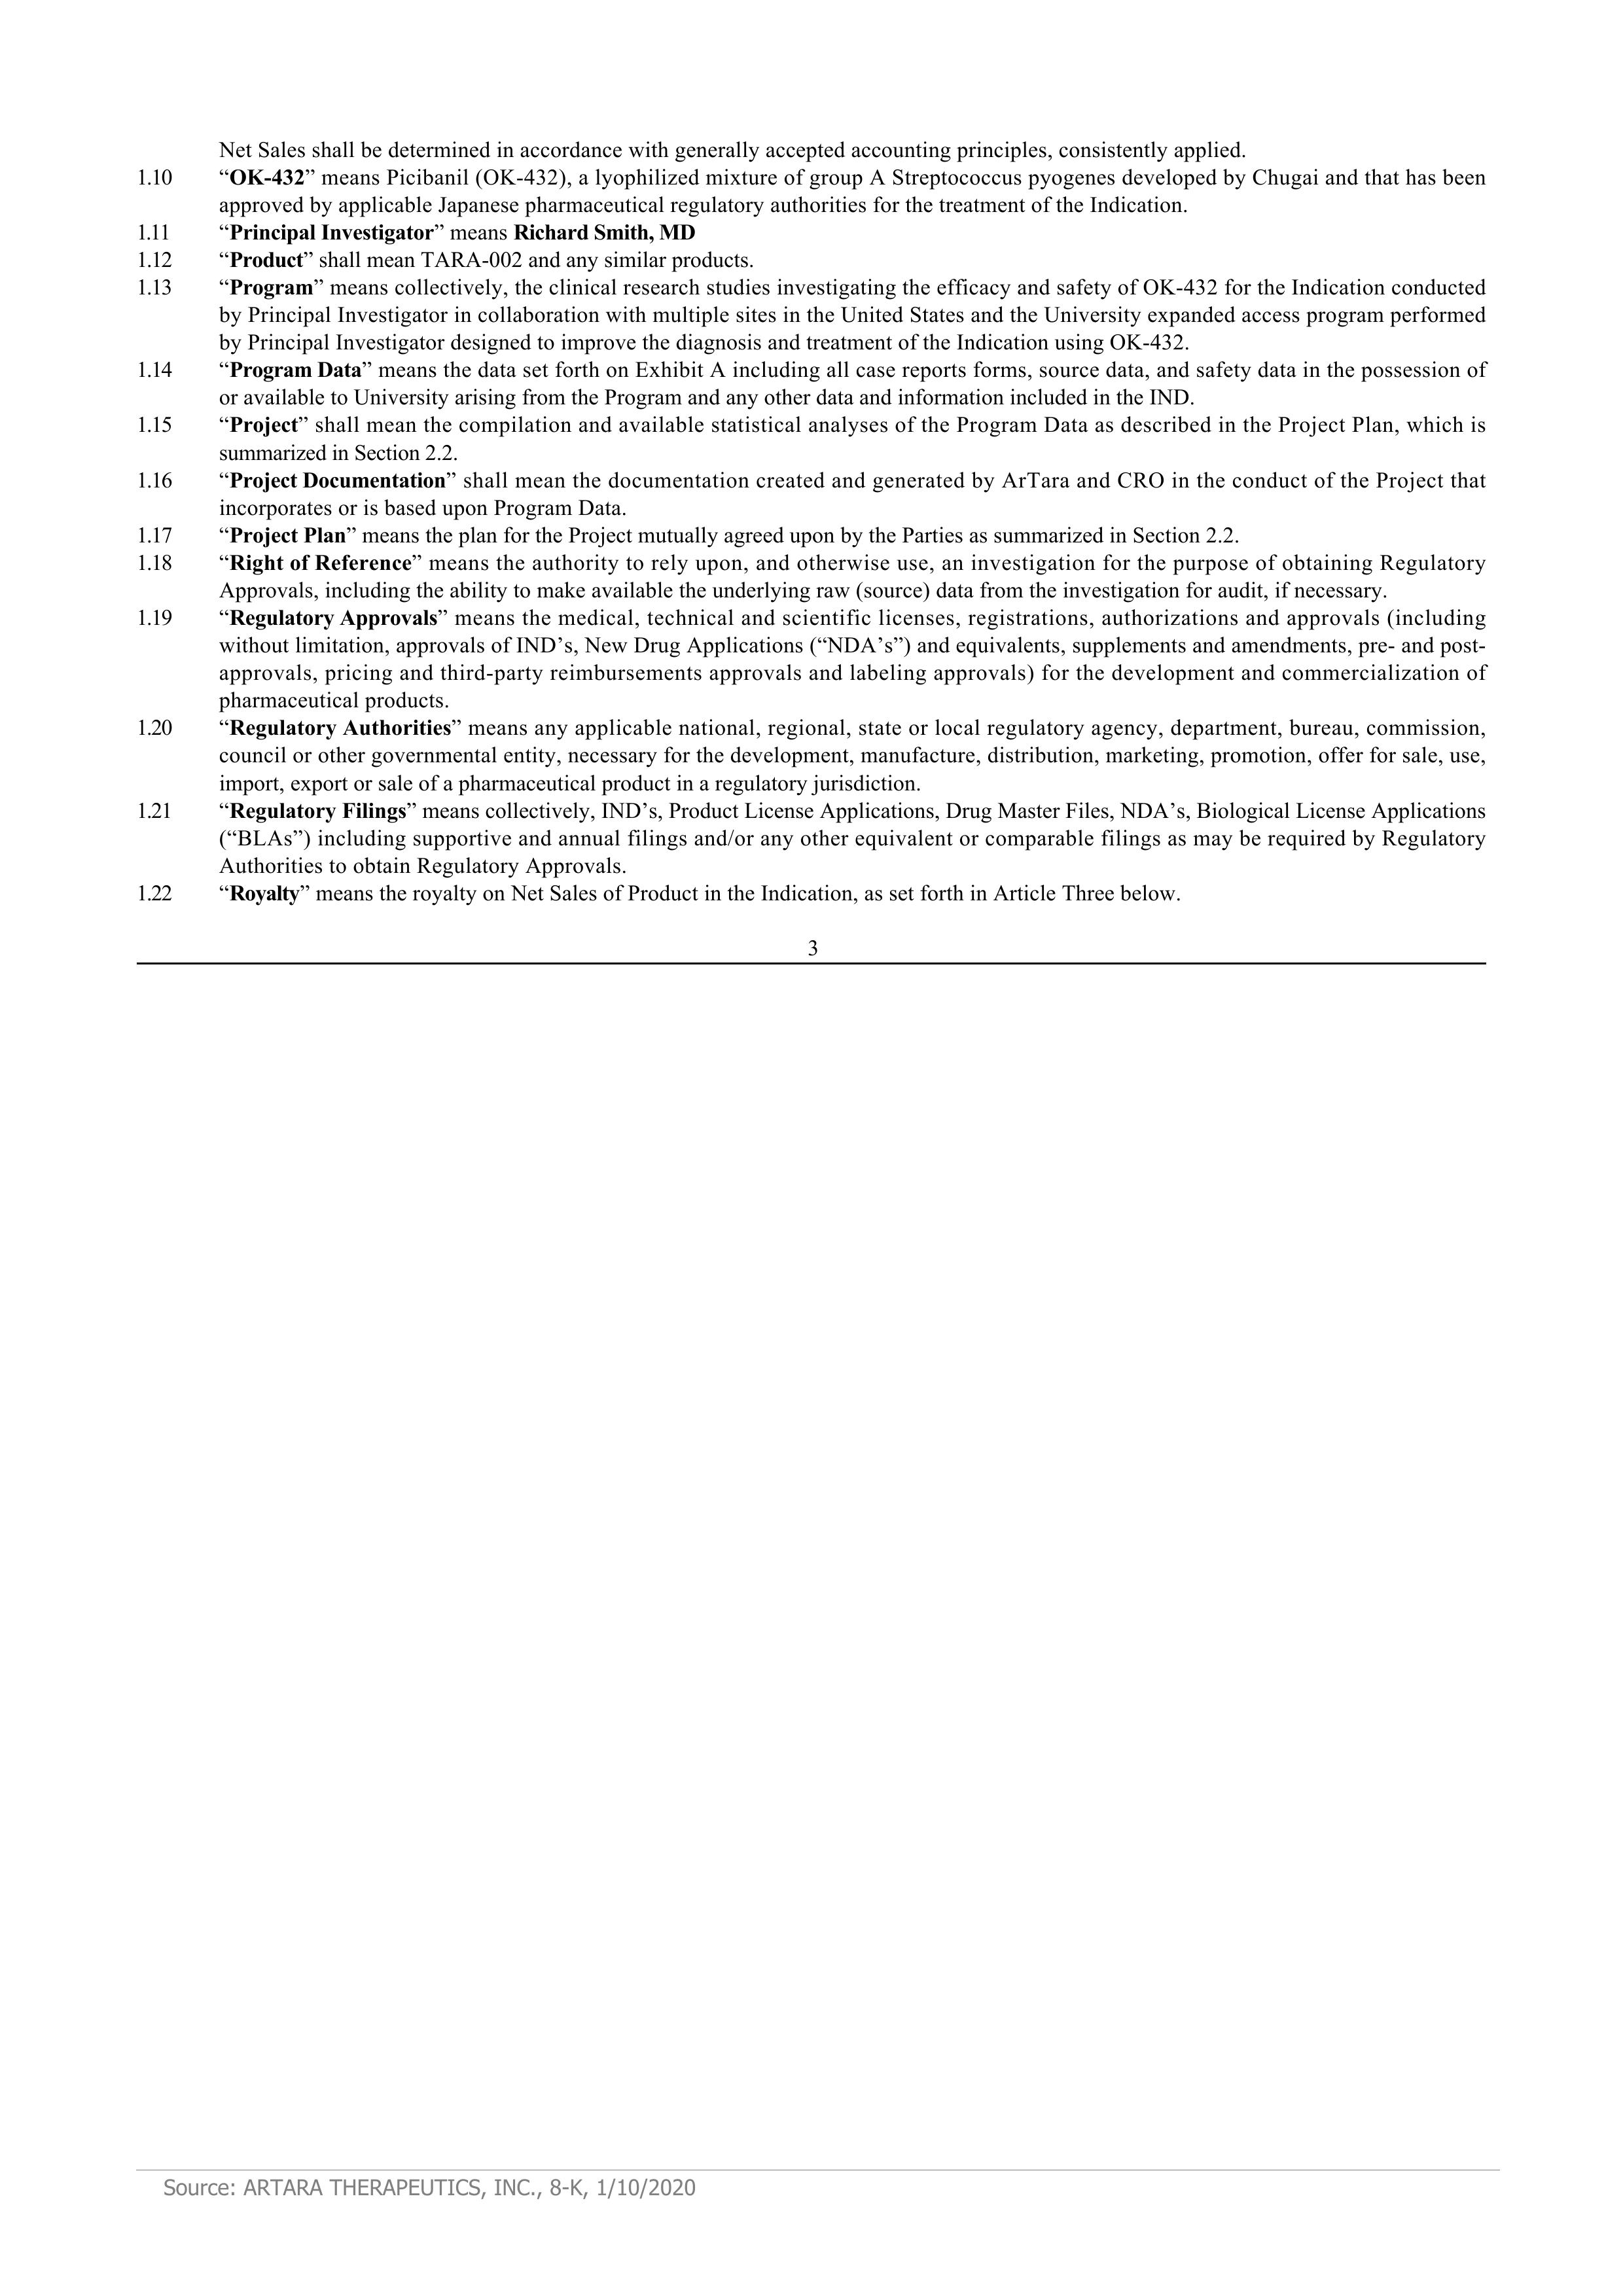 Net Sales shall be determined in accordance with generally accepted accounting principles, consistently applied.
1.10 “OK-432” means Picibanil (OK-432), a lyophilized mixture of group A Streptococcus pyogenes developed by Chugai and that has been
approved by applicable Japanese pharmaceutical regulatory authorities for the treatment of the Indication.
1.11 “Principal Investigator” means Richard Smith, MD
1.12 “Product” shall mean TARA-002 and any similar products.
1.13 “Program” means collectively, the clinical research studies investigating the efficacy and safety of OK-432 for the Indication conducted
by Principal Investigator in collaboration with multiple sites in the United States and the University expanded access program performed
by Principal Investigator designed to improve the diagnosis and treatment of the Indication using OK-432.
1.14 “Program Data” means the data set forth on Exhibit A including all case reports forms, source data, and safety data in the possession of
or available to University arising from the Program and any other data and information included in the IND.
1.15 “Project” shall mean the compilation and available statistical analyses of the Program Data as described in the Project Plan, which is
summarized in Section 2.2.
1.16 “Project Documentation” shall mean the documentation created and generated by ArTara and CRO in the conduct of the Project that
incorporates or is based upon Program Data.
1.17 “Project Plan” means the plan for the Project mutually agreed upon by the Parties as summarized in Section 2.2.
1.18 “Right of Reference” means the authority to rely upon, and otherwise use, an investigation for the purpose of obtaining Regulatory
Approvals, including the ability to make available the underlying raw (source) data from the investigation for audit, if necessary.
1.19 “Regulatory Approvals” means the medical, technical and scientific licenses, registrations, authorizations and approvals (including
without limitation, approvals of IND’s, New Drug Applications (“NDA’s”) and equivalents, supplements and amendments, pre- and post-
approvals, pricing and third-party reimbursements approvals and labeling approvals) for the development and commercialization of
pharmaceutical products.
1.20 “Regulatory Authorities” means any applicable national, regional, state or local regulatory agency, department, bureau, commission,
council or other governmental entity, necessary for the development, manufacture, distribution, marketing, promotion, offer for sale, use,
import, export or sale of a pharmaceutical product in a regulatory jurisdiction.
1.21 “Regulatory Filings” means collectively, IND’s, Product License Applications, Drug Master Files, NDA’s, Biological License Applications
(“BLAs”) including supportive and annual filings and/or any other equivalent or comparable filings as may be required by Regulatory
Authorities to obtain Regulatory Approvals.
1.22 “Royalty” means the royalty on Net Sales of Product in the Indication, as set forth in Article Three below.
3
Source: ARTARA THERAPEUTICS, INC., 8-K, 1/10/2020